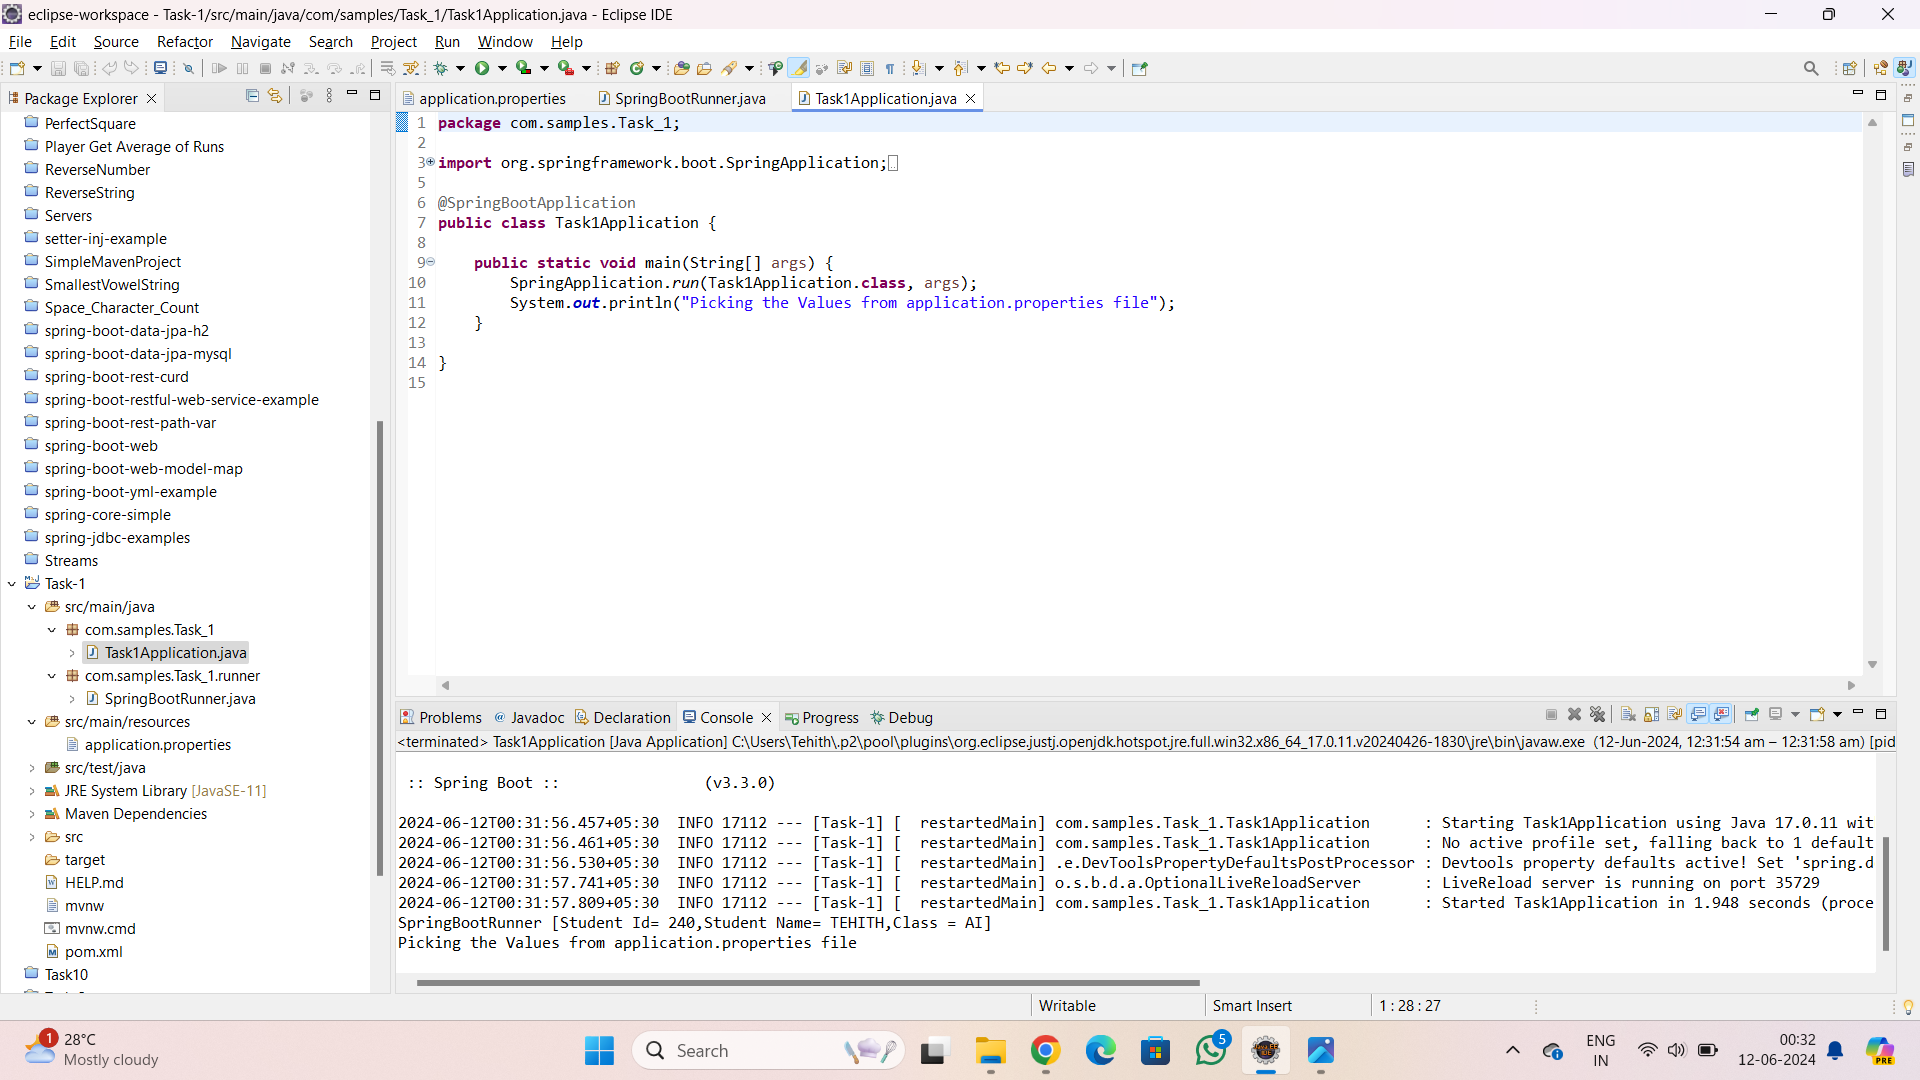 eclipse-workspace - Task-1/src/main/java/com/samples/Task_1/Task1Application.java - Eclipse IDE
File Edit Source Refactor Navigate Search Project Run Window Help
Package Explorer
PerfectSquare
Player Get Average of Runs
ReverseNumber
ReverseString
Servers
setter-inj-example
SimpleMavenProject
SmallestVowelString
Space_Character_Count
spring-boot-data-jpa-h2
spring-boot-data-jpa-mysql
spring-boot-rest-curd
spring-boot-restful-web-service-example
spring-boot-rest-path-var
spring-boot-web
spring-boot-web-model-map
spring-boot-yml-example
spring-core-simple
spring-jdbc-examples
Streams
Task-1
src/main/java
com.samples.Task_1
Task1Application.java
com.samples.Task_1.runner
SpringBootRunner.java
src/main/resources
application.properties
src/test/java
JRE System Library [JavaSE-11]
Maven Dependencies
src
target
HELP.md
mvnw
mvnw.cmd
pom.xml
Task10
application.properties SpringBootRunner.java Task1Application.java
1 package com.samples.Task_1;
2
3 import org.springframework.boot.SpringApplication;
5
6 @SpringBootApplication
7 public class Task1Application {
8
9 public static void main(String[] args) {
10 SpringApplication.run(Task1Application.class, args);
11 System.out.println("Picking the Values from application.properties file");
12 }
13
14 }
15
Problems @ Javadoc Declaration Console Progress Debug
<terminated> Task1Application [Java Application] C:\Users\Tehith\.p2\pool\plugins\org.eclipse.justj.openjdk.hotspot.jre.full.win32.x86_64_17.0.11.v20240426-1830\jre\bin\javaw.exe (12-Jun-2024, 12:31:54 am – 12:31:58 am) [pid
:: Spring Boot :: (v3.3.0)
2024-06-12T00:31:56.457+05:30 INFO 17112 --- [Task-1] [ restartedMain] com.samples.Task_1.Task1Application : Starting Task1Application using Java 17.0.11 wit
2024-06-12T00:31:56.461+05:30 INFO 17112 --- [Task-1] [ restartedMain] com.samples.Task_1.Task1Application : No active profile set, falling back to 1 default
2024-06-12T00:31:56.530+05:30 INFO 17112 --- [Task-1] [ restartedMain] .e.DevToolsPropertyDefaultsPostProcessor : Devtools property defaults active! Set 'spring.d
2024-06-12T00:31:57.741+05:30 INFO 17112 --- [Task-1] [ restartedMain] o.s.b.d.a.OptionalLiveReloadServer : LiveReload server is running on port 35729
2024-06-12T00:31:57.809+05:30 INFO 17112 --- [Task-1] [ restartedMain] com.samples.Task_1.Task1Application : Started Task1Application in 1.948 seconds (proce
SpringBootRunner [Student Id= 240,Student Name= TEHITH,Class = AI]
Picking the Values from application.properties file
Writable Smart Insert 1 : 28 : 27
1 28°C
Mostly cloudy
Search
5
PRE
ENG
IN
00:32
12-06-2024